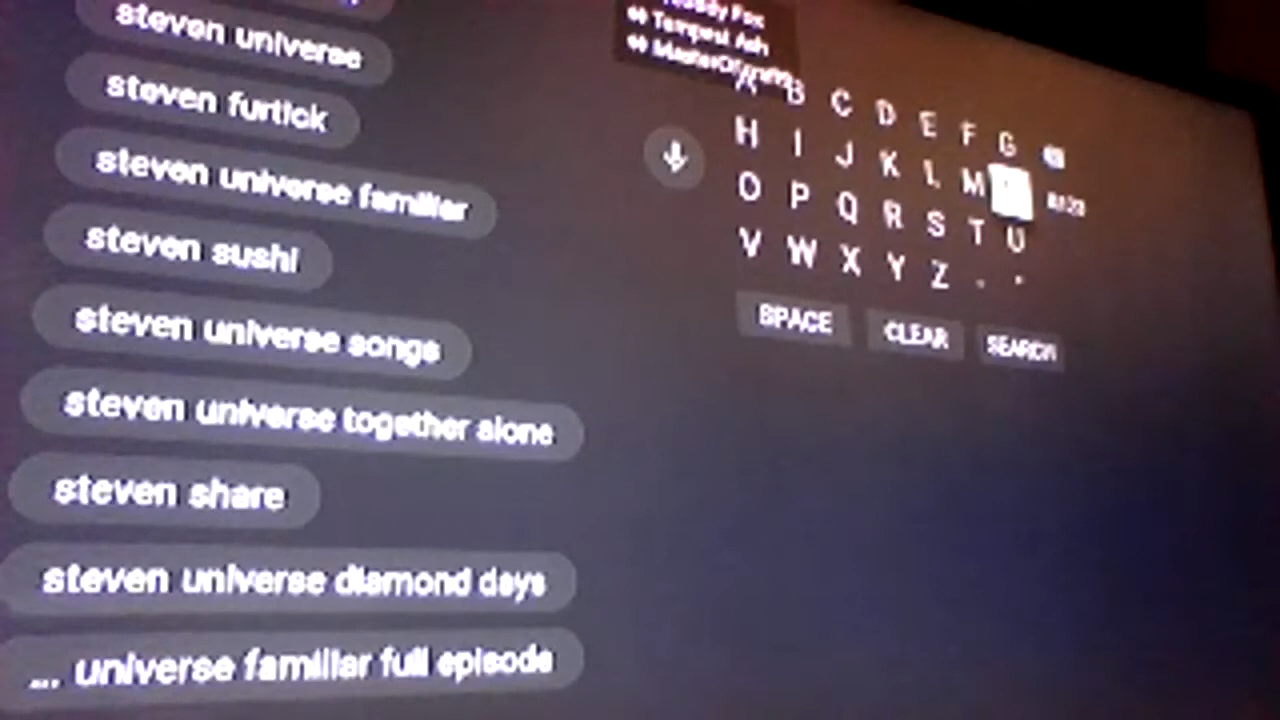 steven universe
steven furtick
steven universe familiar
steven sushi
steven universe songs
steven universe together alone
steven share
steven universe diamond days
... universe familiar full episode
Fox
Tempest Ash
A B C D E F G
H I J K L M
O P Q R S T U
V W X Y Z - '
SPACE CLEAR SEARCH